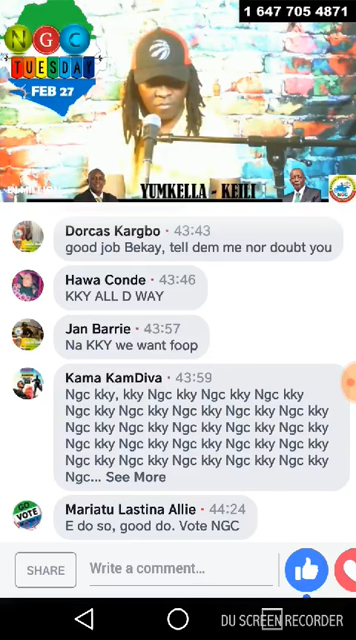 1 647 705 4871
NGC
TUESDAY
FEB 27
YUMKELLA - KEILI
NGC
Dorcas Kargbo · 43:43
good job Bekay, tell dem me nor doubt you
Hawa Conde · 43:46
KKY ALL D WAY
Jan Barrie · 43:57
Na KKY we want foop
Kama KamDiva · 43:59
Ngc kky, kky Ngc kky Ngc kky Ngc kky
Ngc kky Ngc kky Ngc kky Ngc kky Ngc kky
Ngc kky Ngc kky Ngc kky Ngc kky Ngc kky
Ngc kky Ngc kky Ngc kky Ngc kky Ngc kky
Ngc kky Ngc kky Ngc kky Ngc kky Ngc kky
Ngc... See More
GO
VOTE
Mariatu Lastina Allie · 44:24
E do so, good do. Vote NGC
SHARE
Write a comment...
DU SCREEN RECORDER